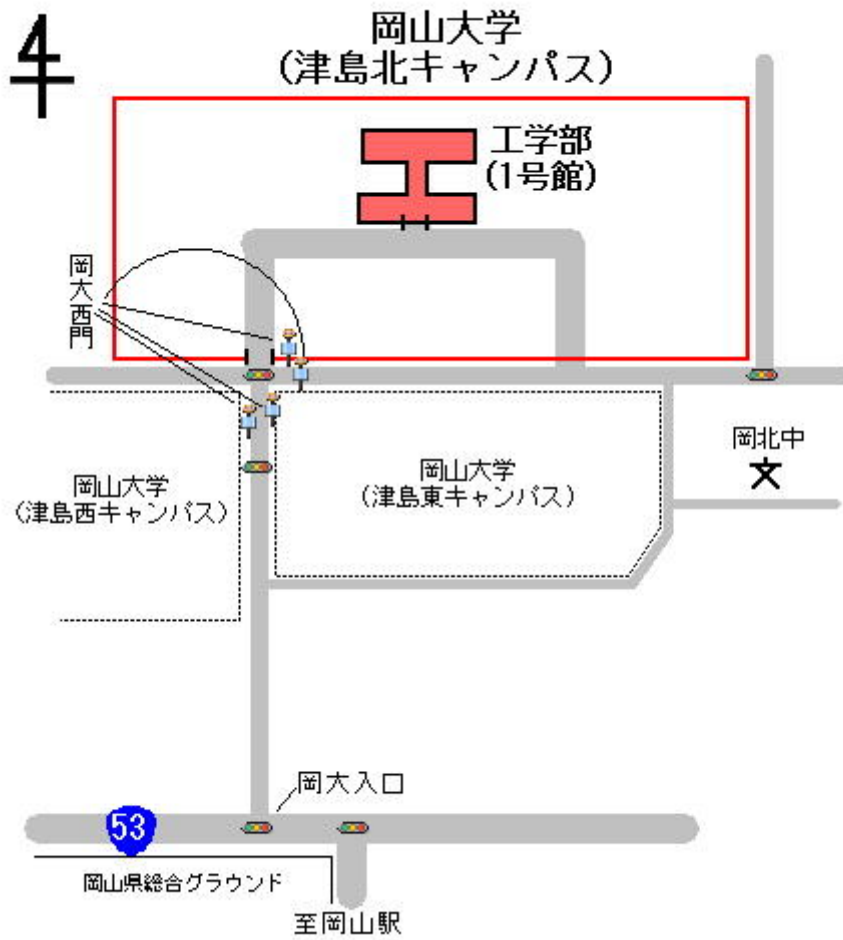 岡山大学
(津島北キャンパス)
工学部
(1号館)
岡大西門
岡北中
文
岡山大学
(津島西キャンパス)
岡山大学
(津島東キャンパス)
岡大入口
53
岡山県総合グラウンド
至岡山駅